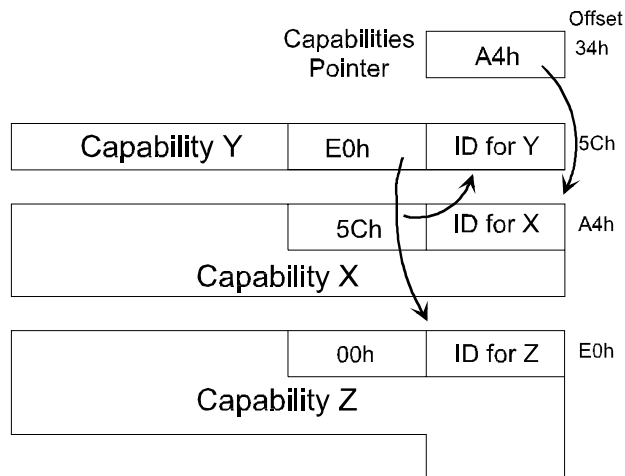 Offset
Capabilities
Pointer
A4h
34h
Capability Y
E0h
ID for Y
5Ch
5Ch
ID for X
A4h
Capability X
00h
ID for Z
E0h
Capability Z